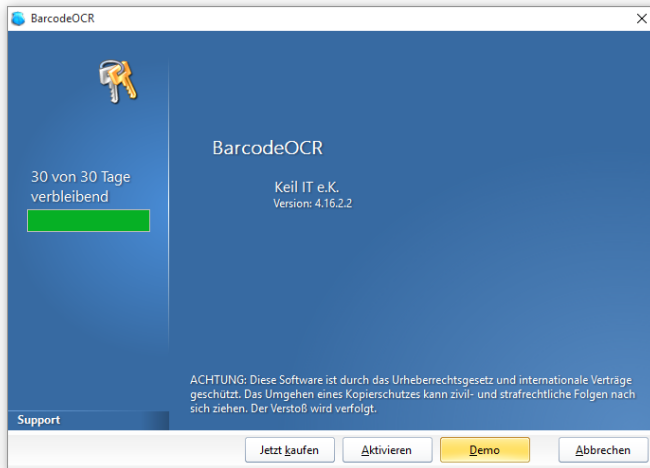 BarcodeOCR
30 von 30 Tage
verbleibend
BarcodeOCR
Keil IT e.K.
Version: 4.16.2.2
ACHTUNG: Diese Software ist durch das Urheberrechtsgesetz und internationale Verträge
geschützt. Das Umgehen eines Kopierschutzes kann zivil- und strafrechtliche Folgen nach
sich ziehen. Der Verstoß wird verfolgt.
Support
Jetzt kaufen
Aktivieren
Demo
Abbrechen